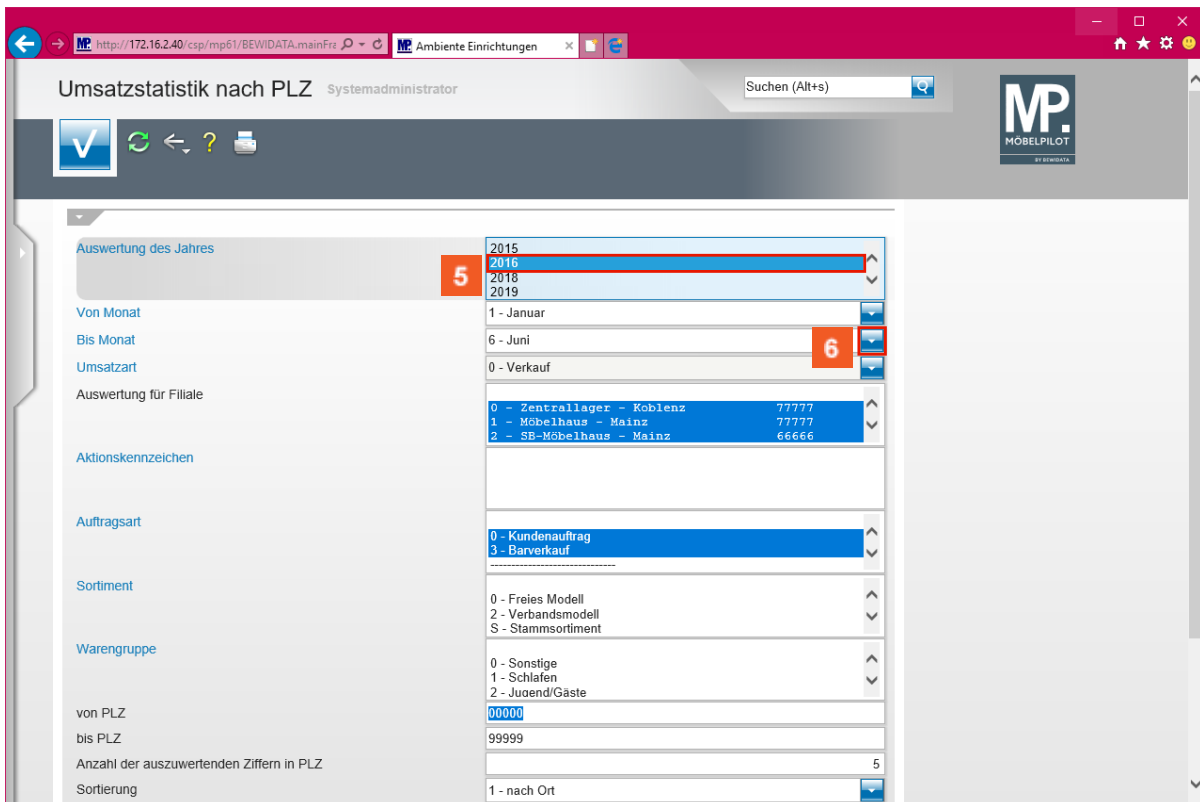 http://172.16.2.40/csp/mp61/BEWIDATA.mainFra
MP. Ambiente Einrichtungen
Umsatzstatistik nach PLZ Systemadministrator
Suchen (Alt+s)
MP.
MÖBELPILOT
BY BEWIDATA
Auswertung des Jahres
2015
5
2016
2018
2019
Von Monat
1 - Januar
Bis Monat
6 - Juni
6
Umsatzart
0 - Verkauf
Auswertung für Filiale
0 - Zentrallager - Koblenz 77777
1 - Möbelhaus - Mainz 77777
2 - SB-Möbelhaus - Mainz 66666
Aktionskennzeichen
Auftragsart
0 - Kundenauftrag
3 - Barverkauf
------------------------------
Sortiment
0 - Freies Modell
2 - Verbandsmodell
S - Stammsortiment
Warengruppe
0 - Sonstige
1 - Schlafen
2 - Jugend/Gäste
von PLZ
00000
bis PLZ
99999
Anzahl der auszuwertenden Ziffern in PLZ
5
Sortierung
1 - nach Ort